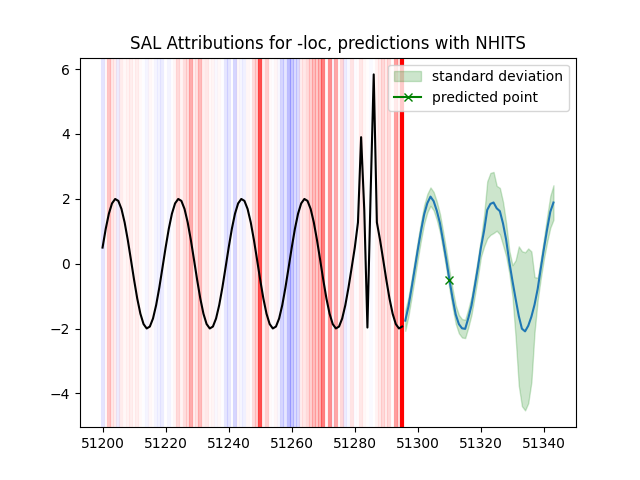 SAL Attributions for -loc, predictions with NHITS
standard deviation
predicted point
6
4
2
0
−2
−4
51200 51220 51240 51260 51280 51300 51320 51340